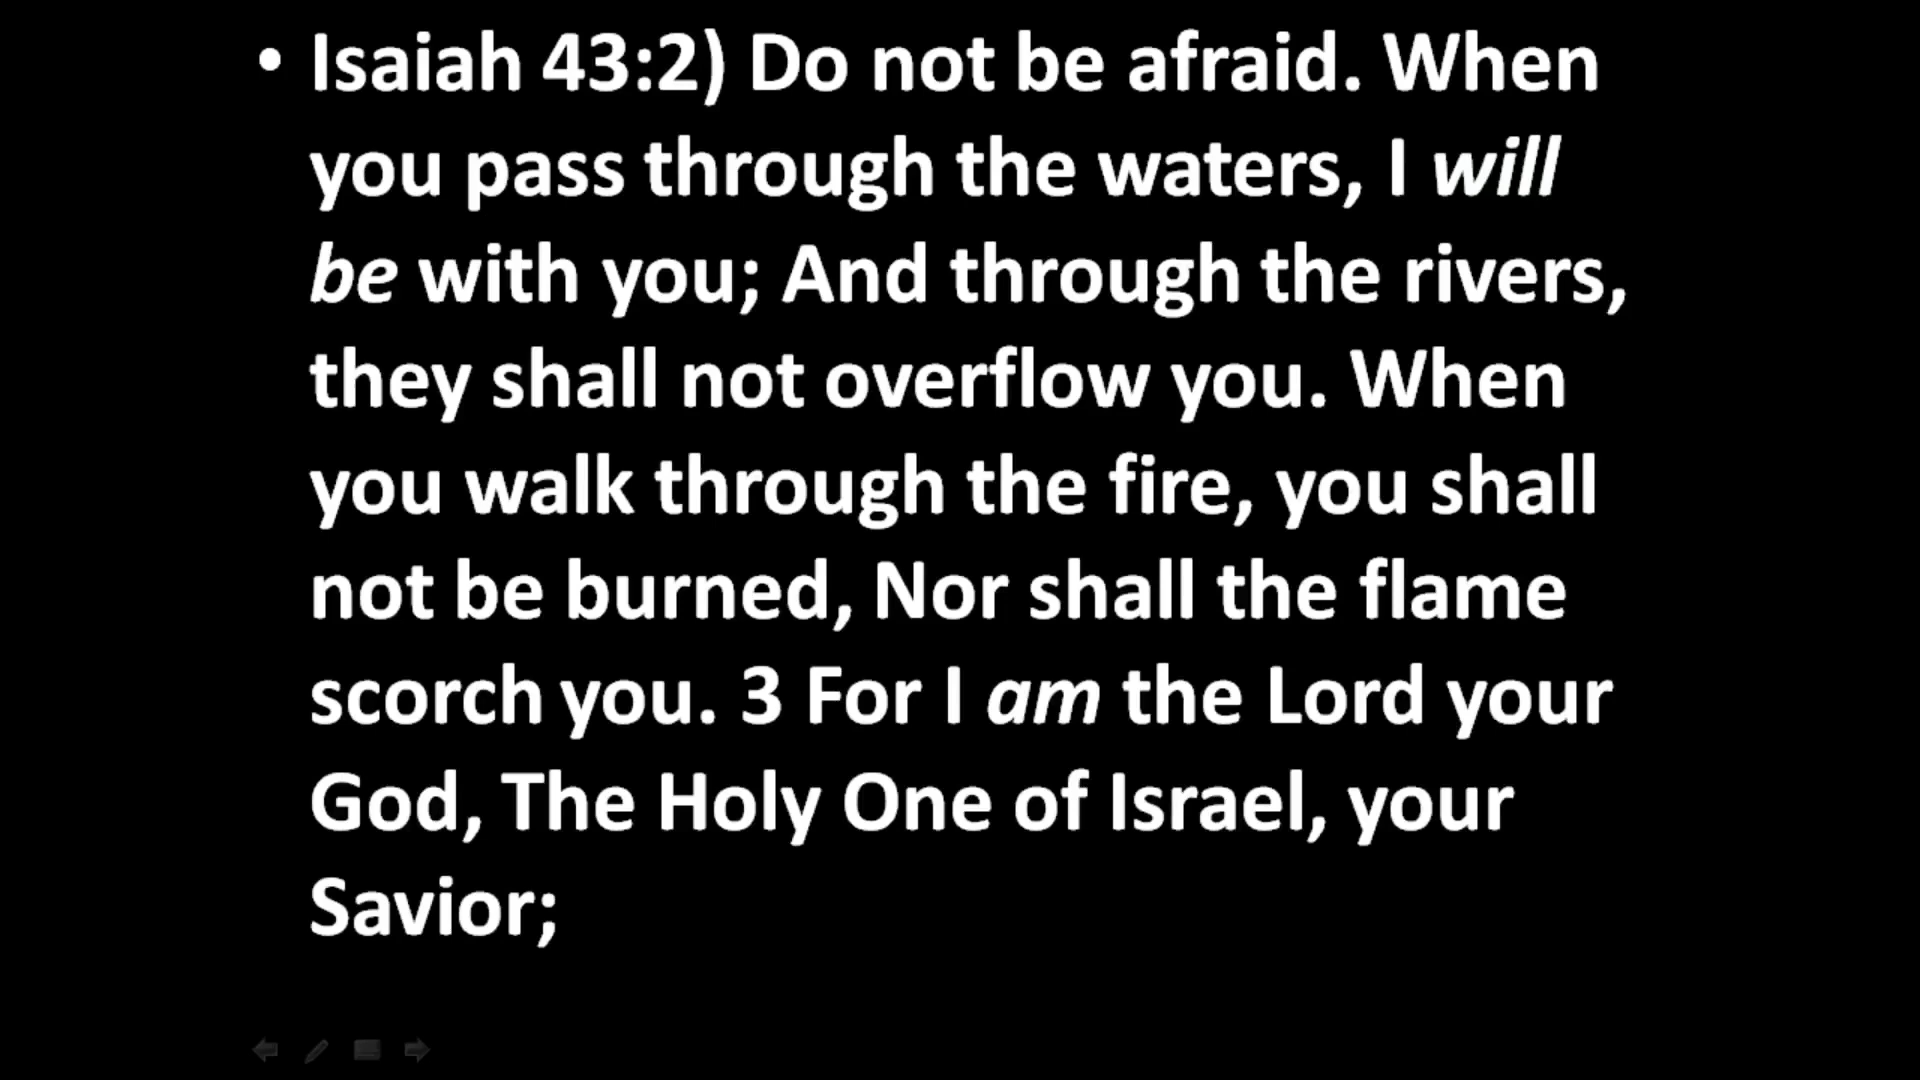 • Isaiah 43:2) Do not be afraid. When
you pass through the waters, I will
be with you; And through the rivers,
they shall not overflow you. When
you walk through the fire, you shall
not be burned, Nor shall the flame
scorch you. 3 For I am the Lord your
God, The Holy One of Israel, your
Savior;